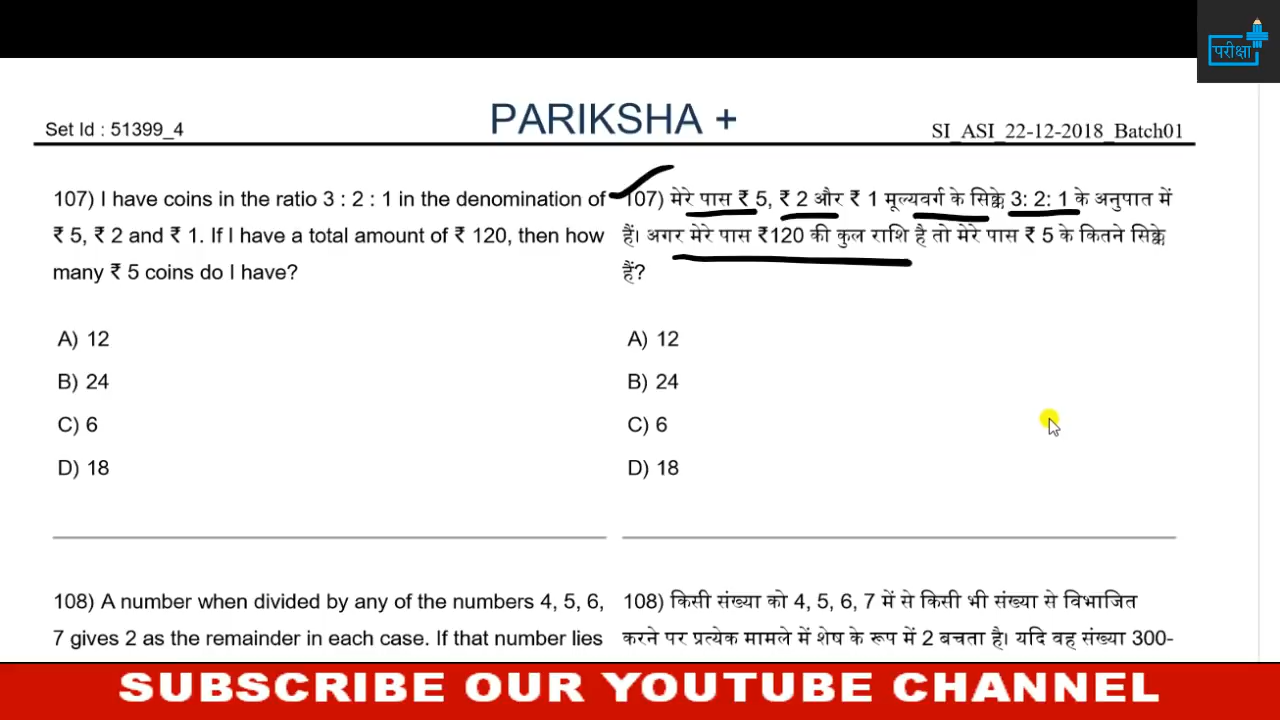 परीक्षा
Set Id : 51399_4
PARIKSHA +
SI_ASI_22-12-2018_Batch01
107) I have coins in the ratio 3 : 2 : 1 in the denomination of
₹ 5, ₹ 2 and ₹ 1. If I have a total amount of ₹ 120, then how
many ₹ 5 coins do I have?
A) 12
B) 24
C) 6
D) 18
107) मेरे पास ₹ 5, ₹ 2 और ₹ 1 मूल्यवर्ग के सिक्के 3: 2: 1 के अनुपात में
हैं। अगर मेरे पास ₹120 की कुल राशि है तो मेरे पास ₹ 5 के कितने सिक्के
हैं?
A) 12
B) 24
C) 6
D) 18
108) A number when divided by any of the numbers 4, 5, 6,
7 gives 2 as the remainder in each case. If that number lies
108) किसी संख्या को 4, 5, 6, 7 में से किसी भी संख्या से विभाजित
करने पर प्रत्येक मामले में शेष के रूप में 2 बचता है। यदि वह संख्या 300-
SUBSCRIBE OUR YOUTUBE CHANNEL